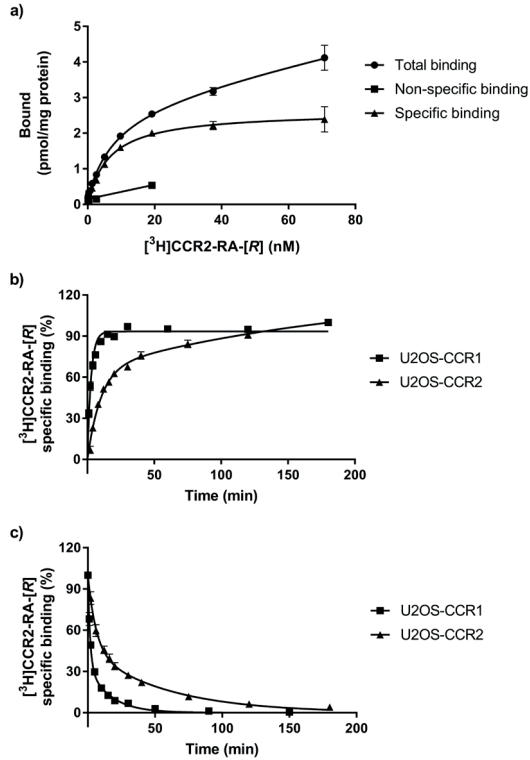 a)
5
4
3
2
1
0
Bound
(pmol/mg protein)
0 20 40 60 80
[³H]CCR2-RA-[R] (nM)
Total binding
Non-specific binding
Specific binding
b)
120
90
60
30
0
[³H]CCR2-RA-[R]
specific binding (%)
50 100 150 200
Time (min)
U2OS-CCR1
U2OS-CCR2
c)
120
90
60
30
0
[³H]CCR2-RA-[R]
specific binding (%)
50 100 150 200
Time (min)
U2OS-CCR1
U2OS-CCR2